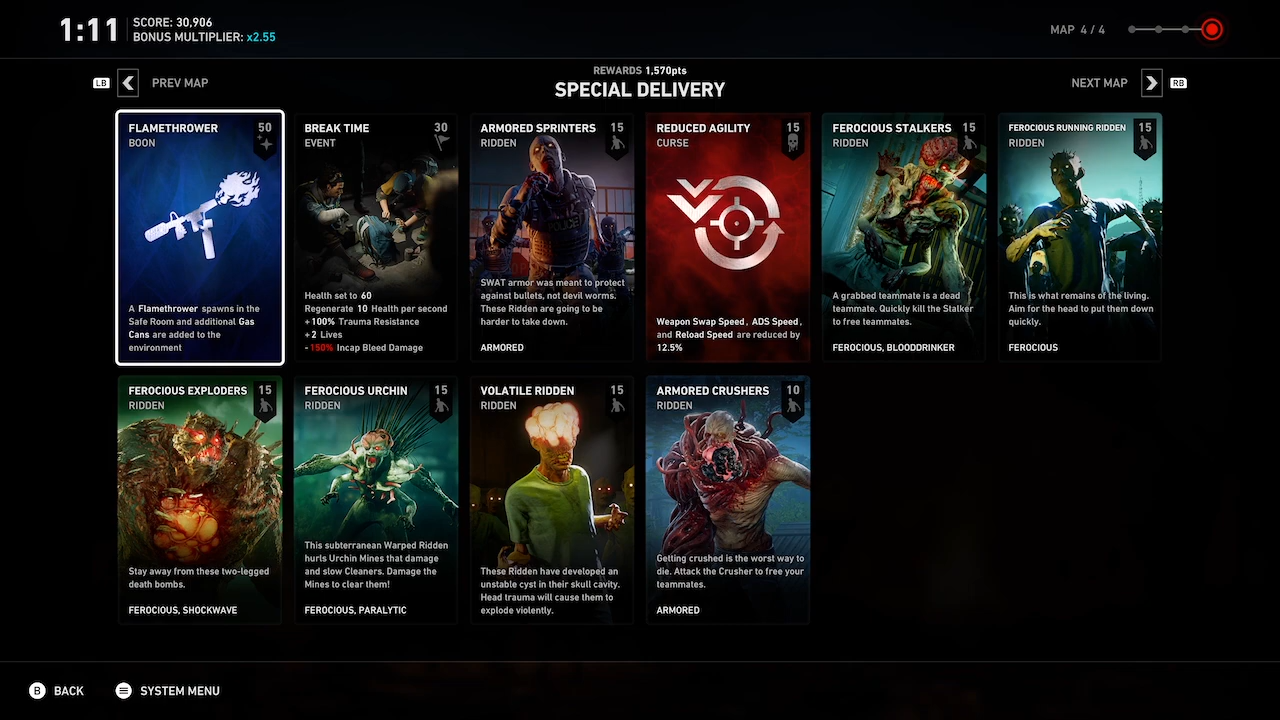 1:11
SCORE: 30,906
BONUS MULTIPLIER: x2.55
MAP 4 / 4
LB
PREV MAP
REWARDS 1,570pts
SPECIAL DELIVERY
NEXT MAP
RB
FLAMETHROWER 50
BOON
A Flamethrower spawns in the
Safe Room and additional Gas
Cans are added to the
environment
BREAK TIME 30
EVENT
Health set to 60
Regenerate 10 Health per second
+100% Trauma Resistance
+2 Lives
-150% Incap Bleed Damage
ARMORED SPRINTERS 15
RIDDEN
POLICE
SWAT armor was meant to protect
against bullets, not devil worms.
These Ridden are going to be
harder to take down.
ARMORED
REDUCED AGILITY 15
CURSE
Weapon Swap Speed, ADS Speed,
and Reload Speed are reduced by
12.5%
FEROCIOUS STALKERS 15
RIDDEN
A grabbed teammate is a dead
teammate. Quickly kill the Stalker
to free teammates.
FEROCIOUS, BLOODDRINKER
FEROCIOUS RUNNING RIDDEN 15
RIDDEN
This is what remains of the living.
Aim for the head to put them down
quickly.
FEROCIOUS
FEROCIOUS EXPLODERS 15
RIDDEN
Stay away from these two-legged
death bombs.
FEROCIOUS, SHOCKWAVE
FEROCIOUS URCHIN 15
RIDDEN
This subterranean Warped Ridden
hurls Urchin Mines that damage
and slow Cleaners. Damage the
Mines to clear them!
FEROCIOUS, PARALYTIC
VOLATILE RIDDEN 15
RIDDEN
These Ridden have developed an
unstable cyst in their skull cavity.
Head trauma will cause them to
explode violently.
ARMORED CRUSHERS 10
RIDDEN
Getting crushed is the worst way to
die. Attack the Crusher to free your
teammates.
ARMORED
B BACK
SYSTEM MENU